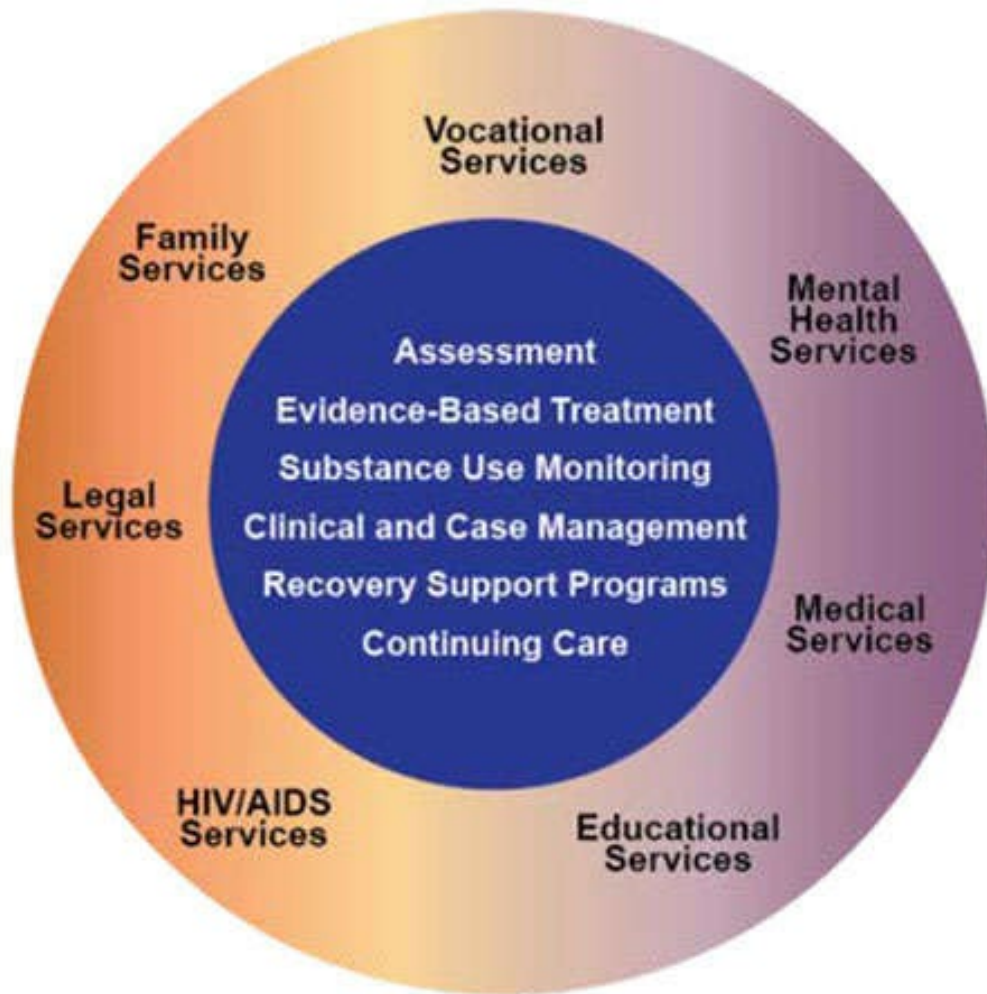 Vocational
Services
Family
Services
Mental
Health
Services
Assessment
Evidence-Based Treatment
Substance Use Monitoring
Clinical and Case Management
Recovery Support Programs
Continuing Care
Legal
Services
Medical
Services
HIV/AIDS
Services
Educational
Services